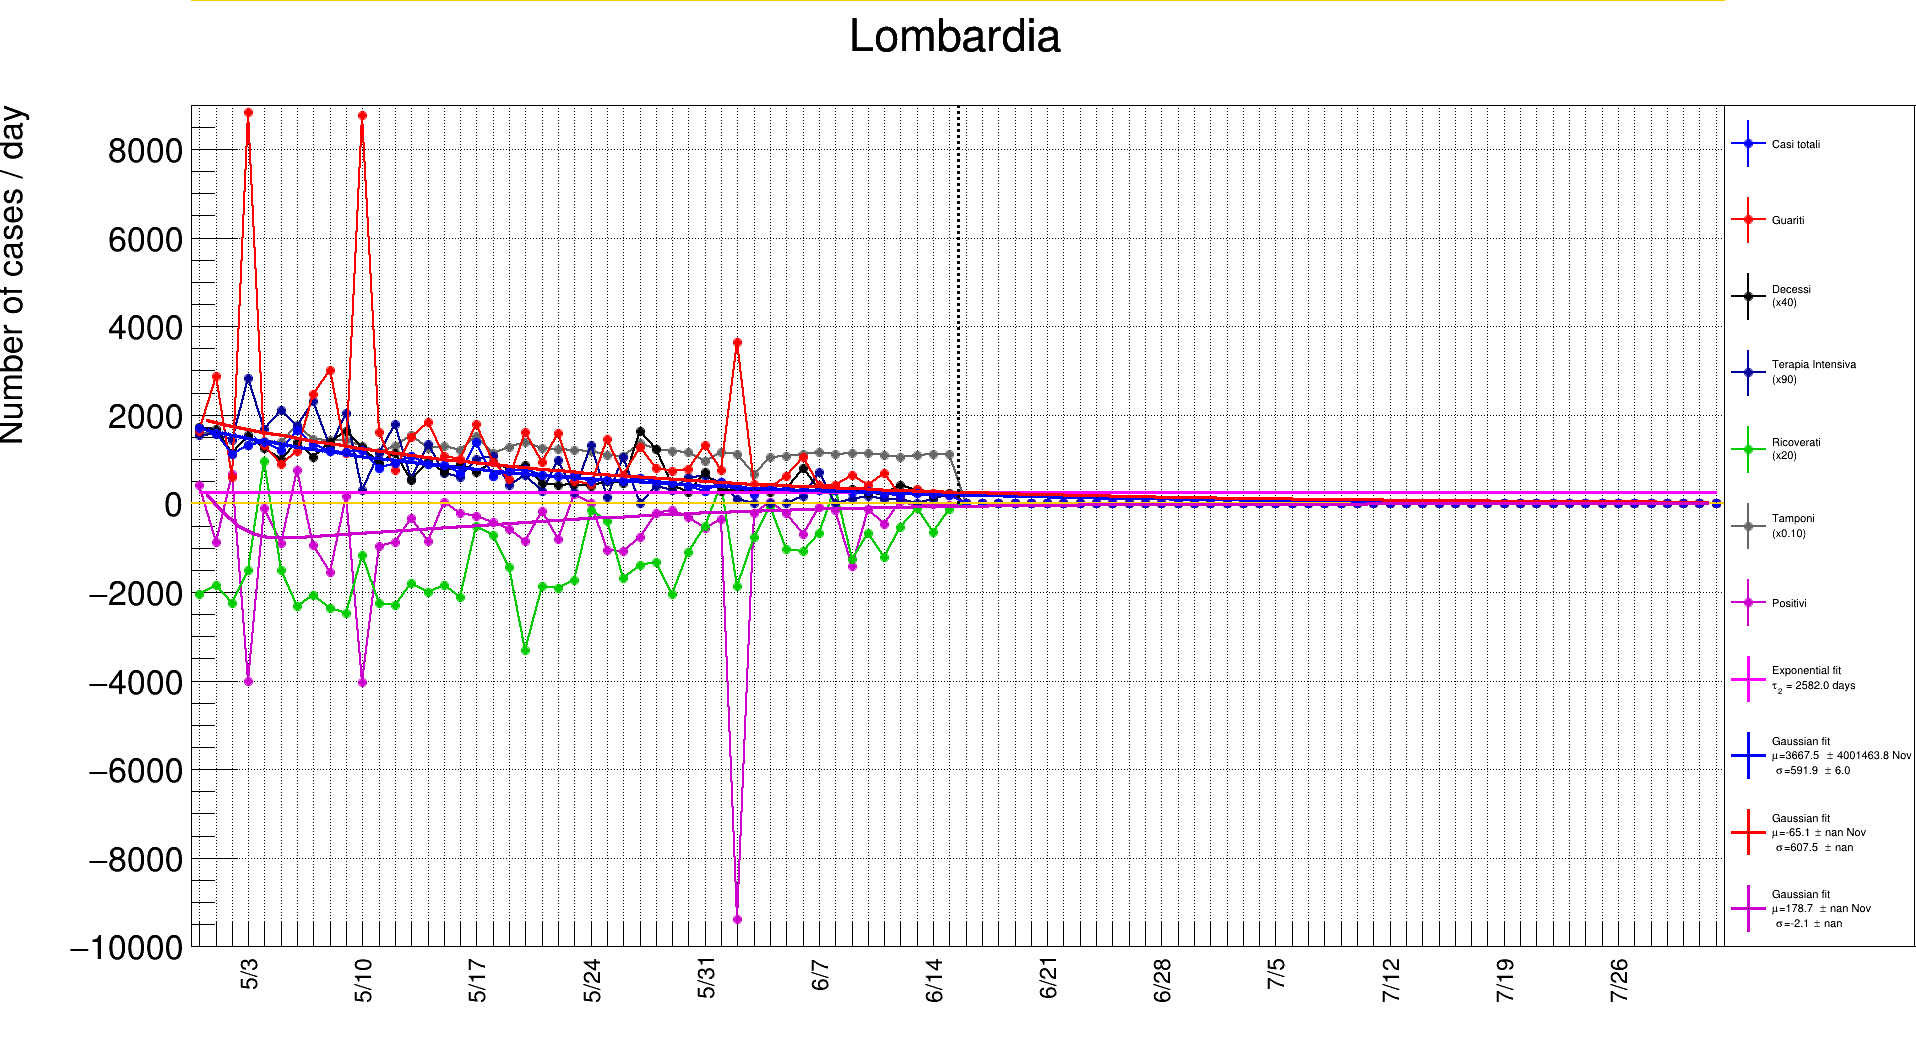 Lombardia
Number of cases / day
8000
6000
4000
2000
0
−2000
−4000
−6000
−8000
−10000
5/3
5/10
5/17
5/24
5/31
6/7
6/14
6/21
6/28
7/5
7/12
7/19
7/26
Casi totali
Guariti
Decessi
(x40)
Terapia Intensiva
(x90)
Ricoverati
(x20)
Tamponi
(x0.10)
Positivi
Exponential fit
τ2 = 2582.0 days
Gaussian fit
μ=3667.5 ± 4001463.8 Nov
σ=591.9 ± 6.0
Gaussian fit
μ=-65.1 ± nan Nov
σ=607.5 ± nan
Gaussian fit
μ=178.7 ± nan Nov
σ=-2.1 ± nan